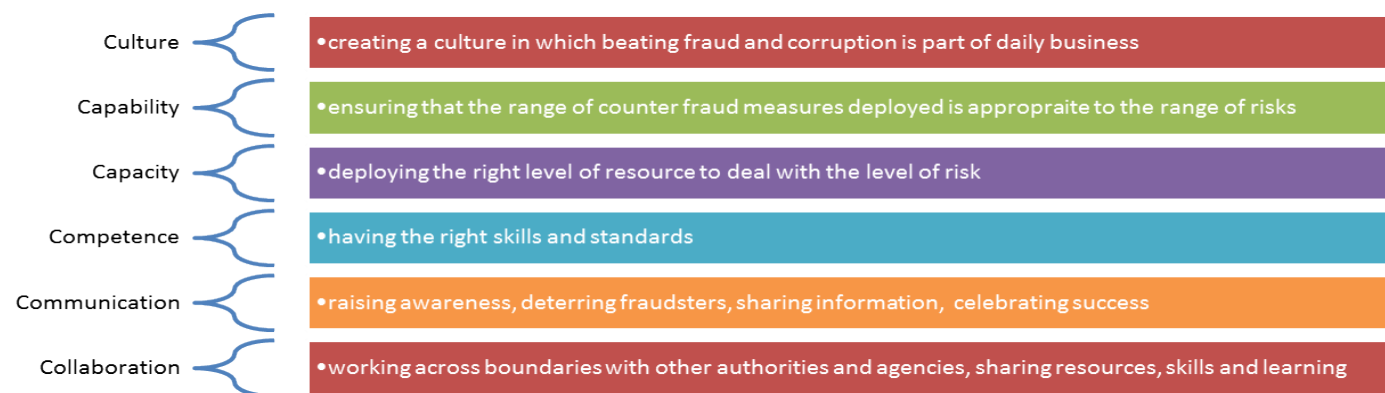 Culture •creating a culture in which beating fraud and corruption is part of daily business
Capability •ensuring that the range of counter fraud measures deployed is appropraite to the range of risks
Capacity •deploying the right level of resource to deal with the level of risk
Competence •having the right skills and standards
Communication •raising awareness, deterring fraudsters, sharing information, celebrating success
Collaboration •working across boundaries with other authorities and agencies, sharing resources, skills and learning